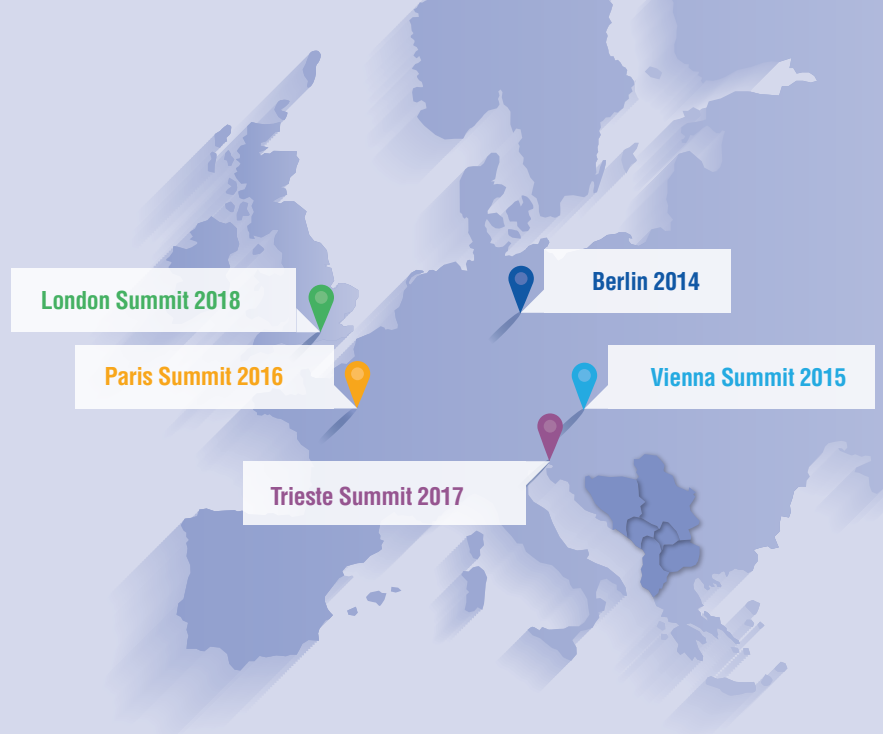 Berlin 2014
London Summit 2018
Paris Summit 2016
Vienna Summit 2015
Trieste Summit 2017